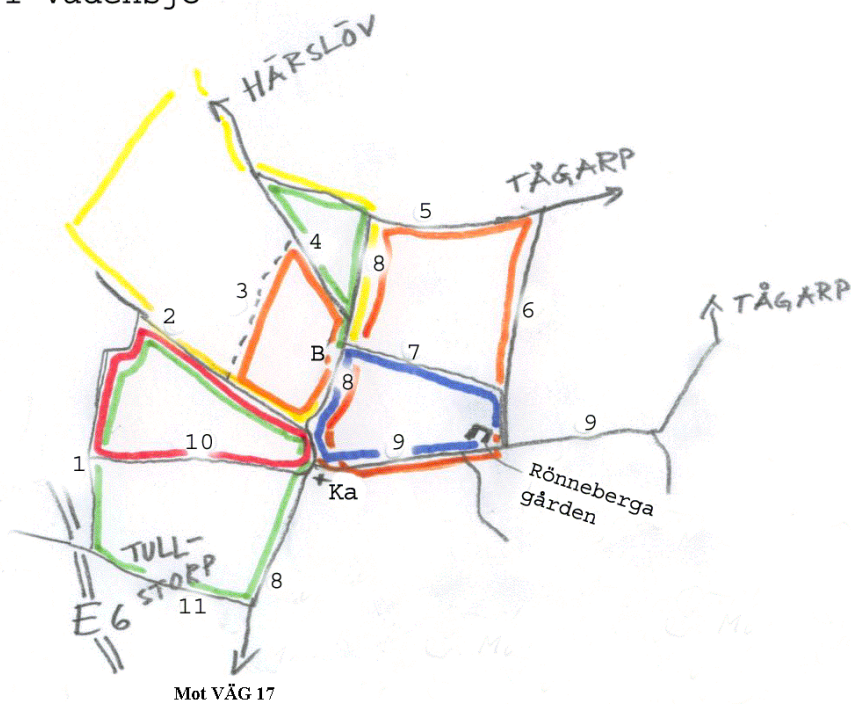 i Vadensjö
HÄRSLÖV
TÅGARP
5
4
8
3
6
TÅGARP
2
B
7
8
9
10
9
1
Ka
Rönneberga
gården
TULL-
STORP
8
11
E6
Mot VÄG 17